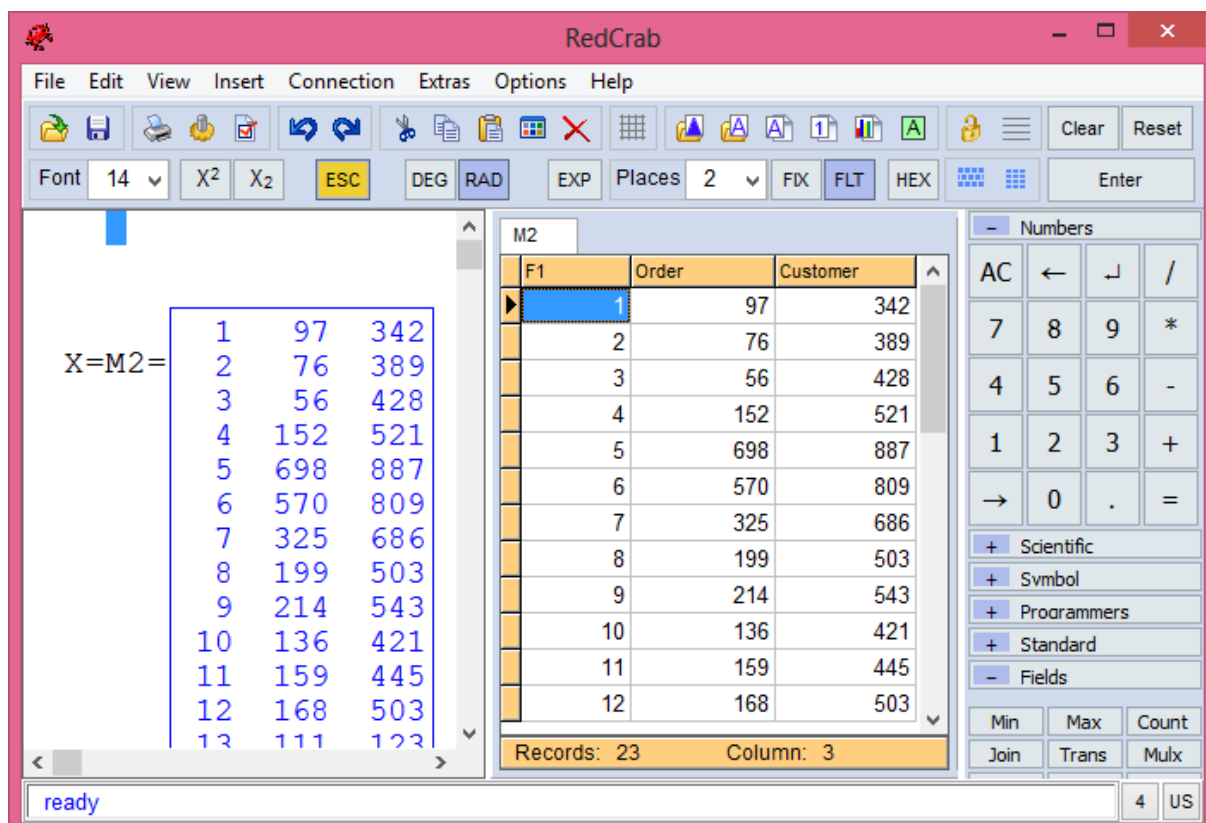 RedCrab
File Edit View Insert Connection Extras Options Help
Clear Reset
Font 14 X2 X2 ESC DEG RAD EXP Places 2 FIX FLT HEX Enter
X=M2=
1 97 342
2 76 389
3 56 428
4 152 521
5 698 887
6 570 809
7 325 686
8 199 503
9 214 543
10 136 421
11 159 445
12 168 503
13 111 123
M2
F1 Order Customer
1 97 342
2 76 389
3 56 428
4 152 521
5 698 887
6 570 809
7 325 686
8 199 503
9 214 543
10 136 421
11 159 445
12 168 503
Records: 23 Column: 3
− Numbers
AC ← ↵ /
7 8 9 *
4 5 6 -
1 2 3 +
→ 0 . =
+ Scientific
+ Symbol
+ Programmers
+ Standard
− Fields
Min Max Count
Join Trans Mulx
ready
4 US